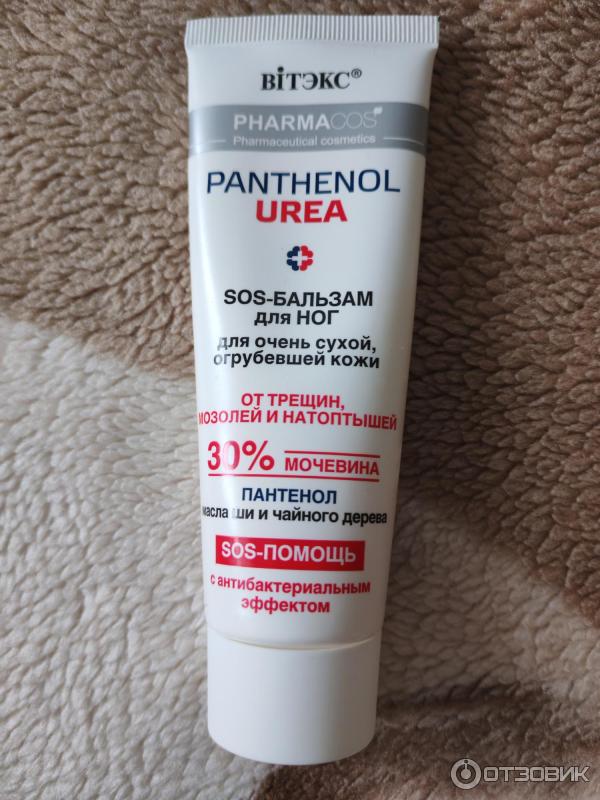 ВІТЭКС®
PHARMACOS
Pharmaceutical cosmetics
PANTHENOL
UREA
SOS-БАЛЬЗАМ
для НОГ
для очень сухой,
огрубевшей кожи
ОТ ТРЕЩИН,
МОЗОЛЕЙ И НАТОПТЫШЕЙ
30% МОЧЕВИНА
ПАНТЕНОЛ
масла ши и чайного дерева
SOS-ПОМОЩЬ
с антибактериальным
эффектом
ОТЗОВИК